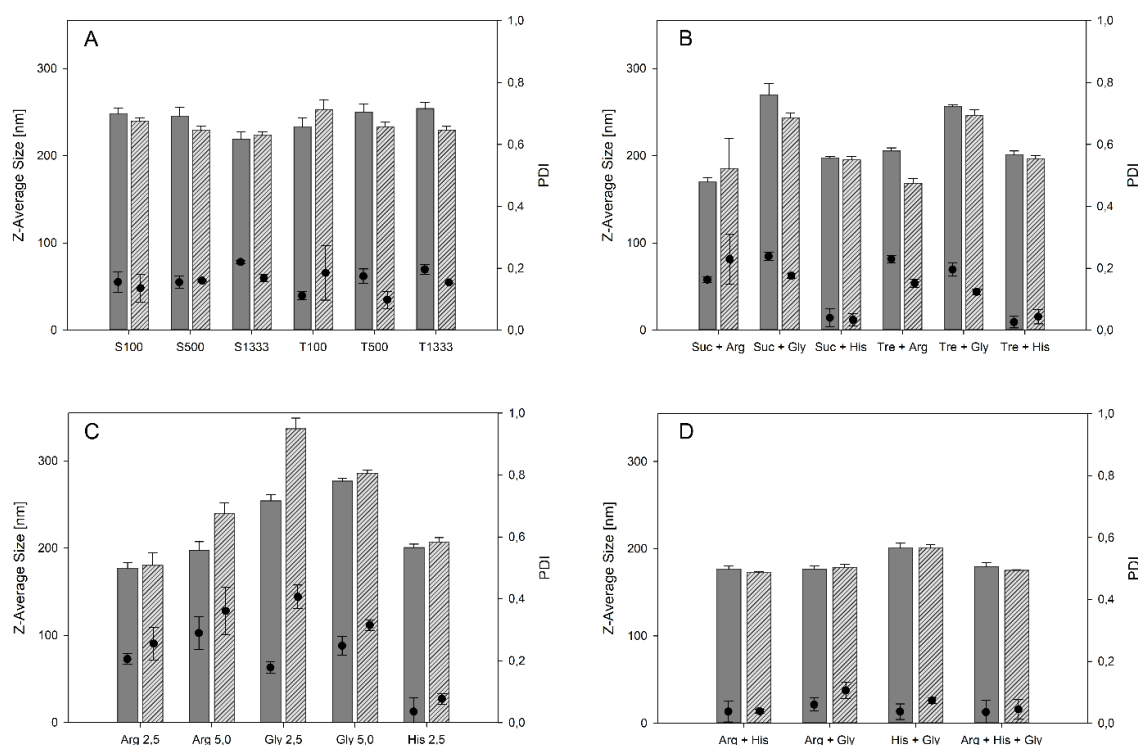 A
Z-Average Size [nm]
300
200
100
0
1,0
0,8
0,6
0,4
0,2
0,0
PDI
S100 S500 S1333 T100 T500 T1333
B
Z-Average Size [nm]
300
200
100
0
1,0
0,8
0,6
0,4
0,2
0,0
PDI
Suc + Arg Suc + Gly Suc + His Tre + Arg Tre + Gly Tre + His
C
Z-Average Size [nm]
300
200
100
0
1,0
0,8
0,6
0,4
0,2
0,0
PDI
Arg 2,5 Arg 5,0 Gly 2,5 Gly 5,0 His 2,5
D
Z-Average Size [nm]
300
200
100
0
1,0
0,8
0,6
0,4
0,2
0,0
PDI
Arg + His Arg + Gly His + Gly Arg + His + Gly